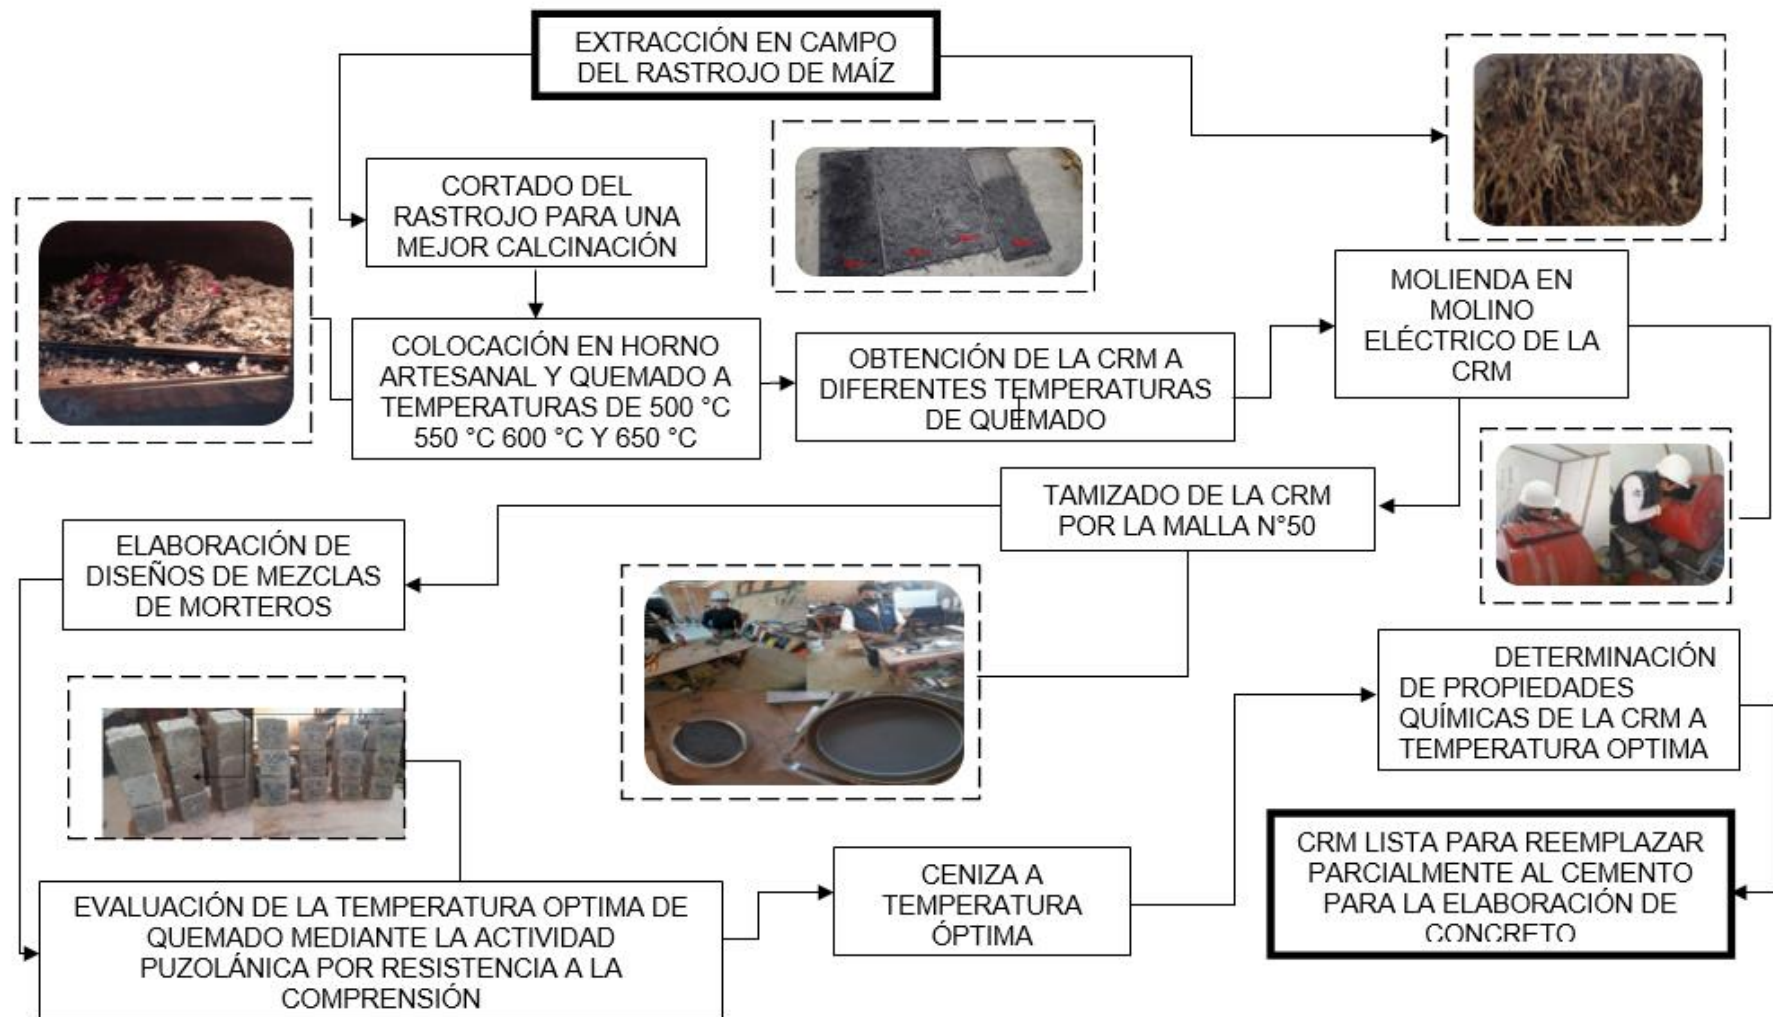 EXTRACCIÓN EN CAMPO
DEL RASTROJO DE MAÍZ
CORTADO DEL
RASTROJO PARA UNA
MEJOR CALCINACIÓN
COLOCACIÓN EN HORNO
ARTESANAL Y QUEMADO A
TEMPERATURAS DE 500 °C
550 °C 600 °C Y 650 °C
OBTENCIÓN DE LA CRM A
DIFERENTES TEMPERATURAS
DE QUEMADO
MOLIENDA EN
MOLINO
ELÉCTRICO DE LA
CRM
TAMIZADO DE LA CRM
POR LA MALLA N°50
ELABORACIÓN DE
DISEÑOS DE MEZCLAS
DE MORTEROS
EVALUACIÓN DE LA TEMPERATURA OPTIMA DE
QUEMADO MEDIANTE LA ACTIVIDAD
PUZOLÁNICA POR RESISTENCIA A LA
COMPRENSIÓN
CENIZA A
TEMPERATURA
ÓPTIMA
DETERMINACIÓN
DE PROPIEDADES
QUÍMICAS DE LA CRM A
TEMPERATURA OPTIMA
CRM LISTA PARA REEMPLAZAR
PARCIALMENTE AL CEMENTO
PARA LA ELABORACIÓN DE
CONCRETO